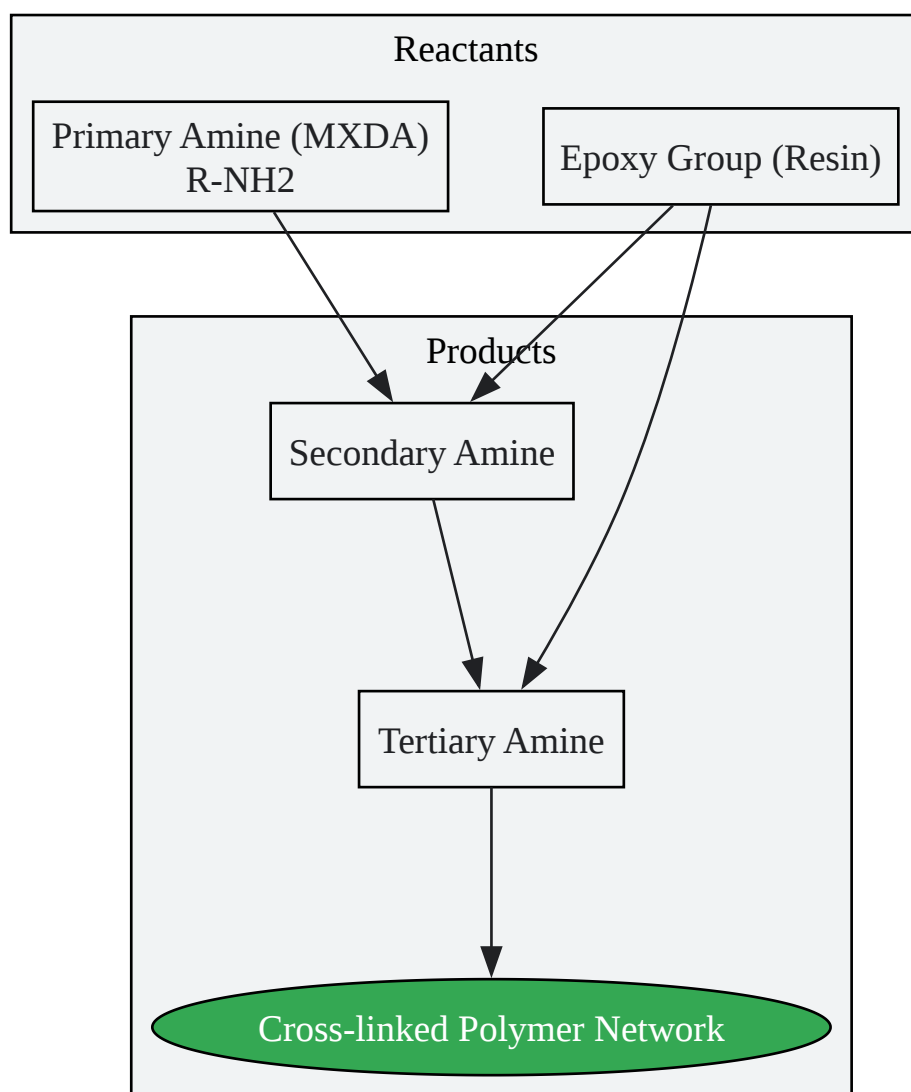 Reactants
Primary Amine (MXDA)
R-NH2
Epoxy Group (Resin)
Products
Secondary Amine
Tertiary Amine
Cross-linked Polymer Network